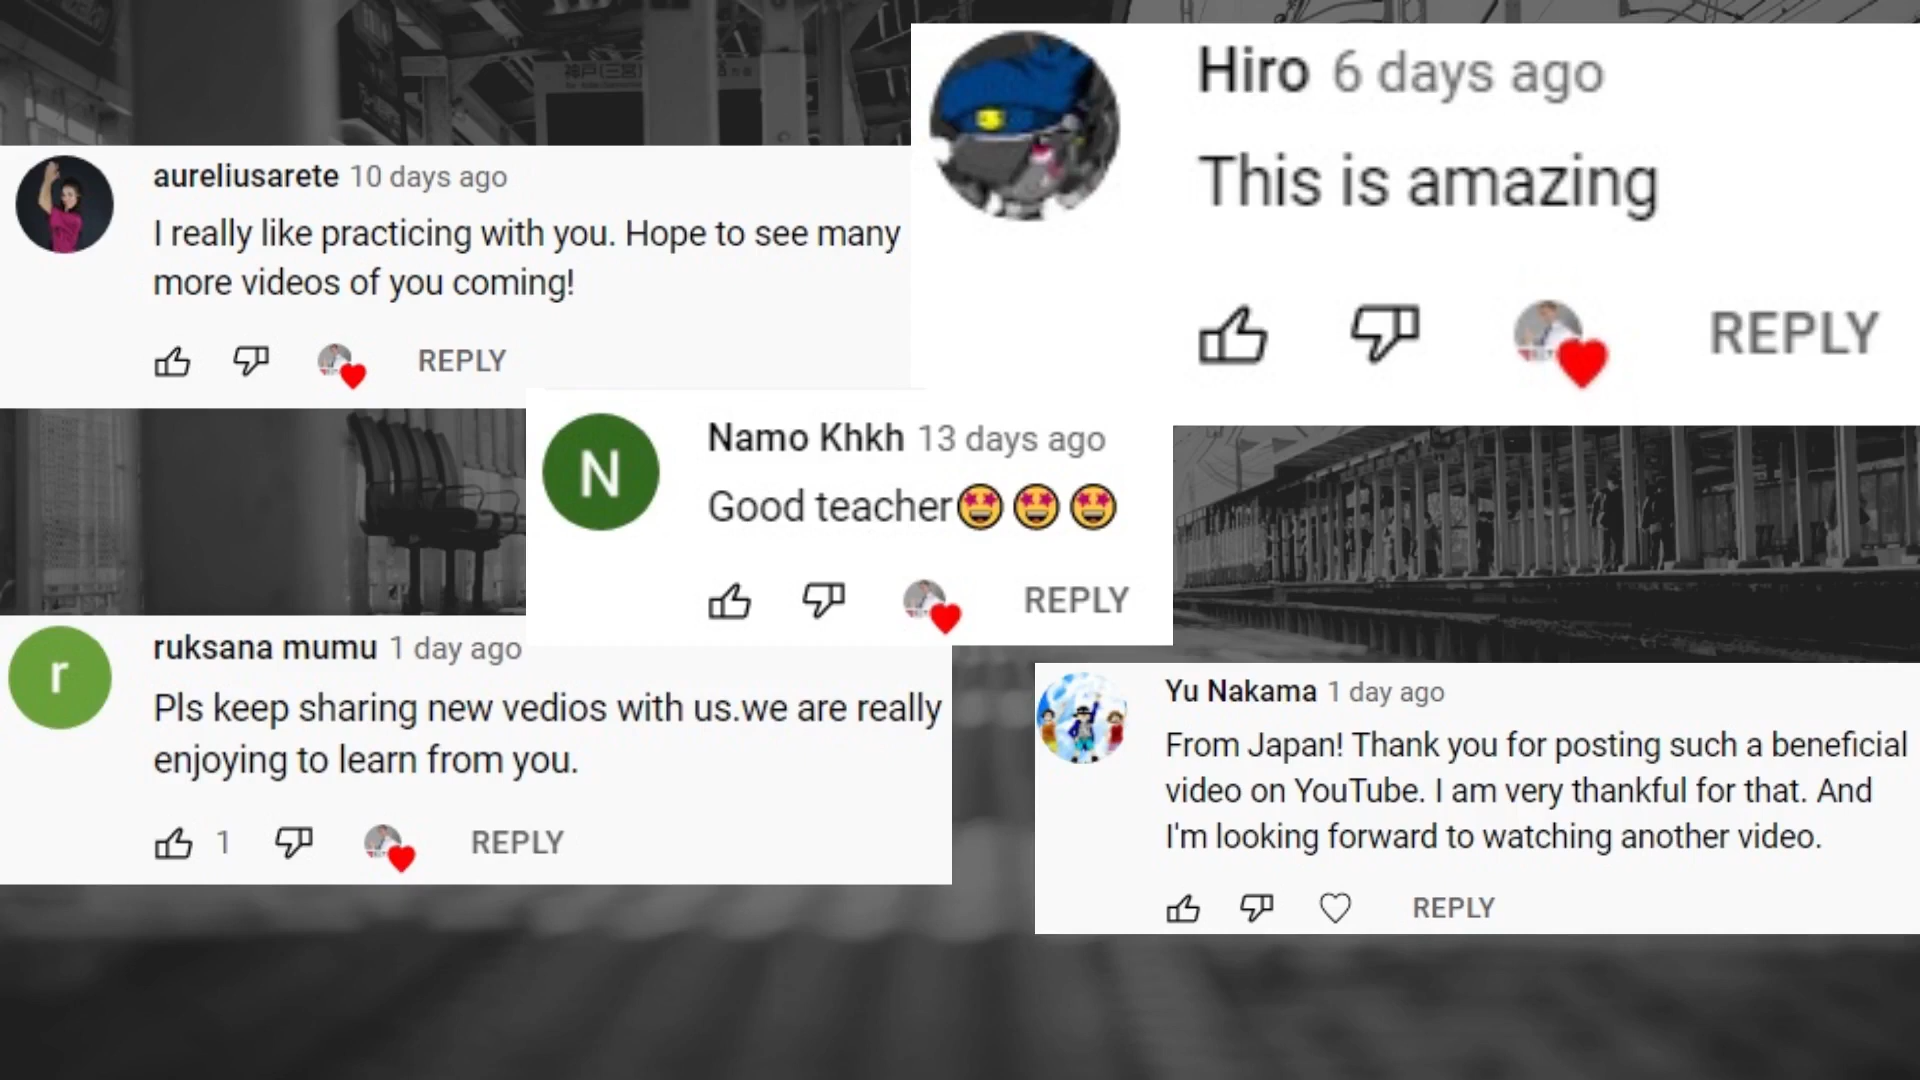 神戸(三宮)
aureliusarete 10 days ago
I really like practicing with you. Hope to see many
more videos of you coming!
REPLY
Hiro 6 days ago
This is amazing
REPLY
N
Namo Khkh 13 days ago
Good teacher🤩🤩🤩
REPLY
r
ruksana mumu 1 day ago
Pls keep sharing new vedios with us.we are really
enjoying to learn from you.
1
REPLY
Yu Nakama 1 day ago
From Japan! Thank you for posting such a beneficial
video on YouTube. I am very thankful for that. And
I'm looking forward to watching another video.
REPLY